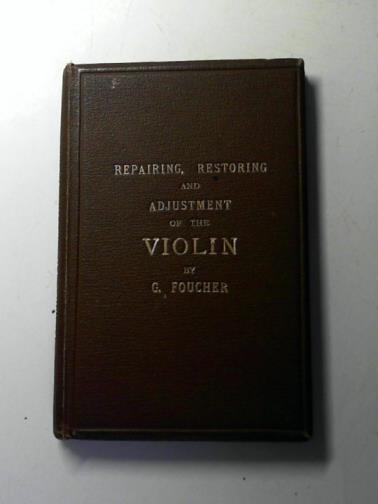 REPAIRING, RESTORING
AND
ADJUSTMENT
OF THE
VIOLIN
BY
G. FOUCHER